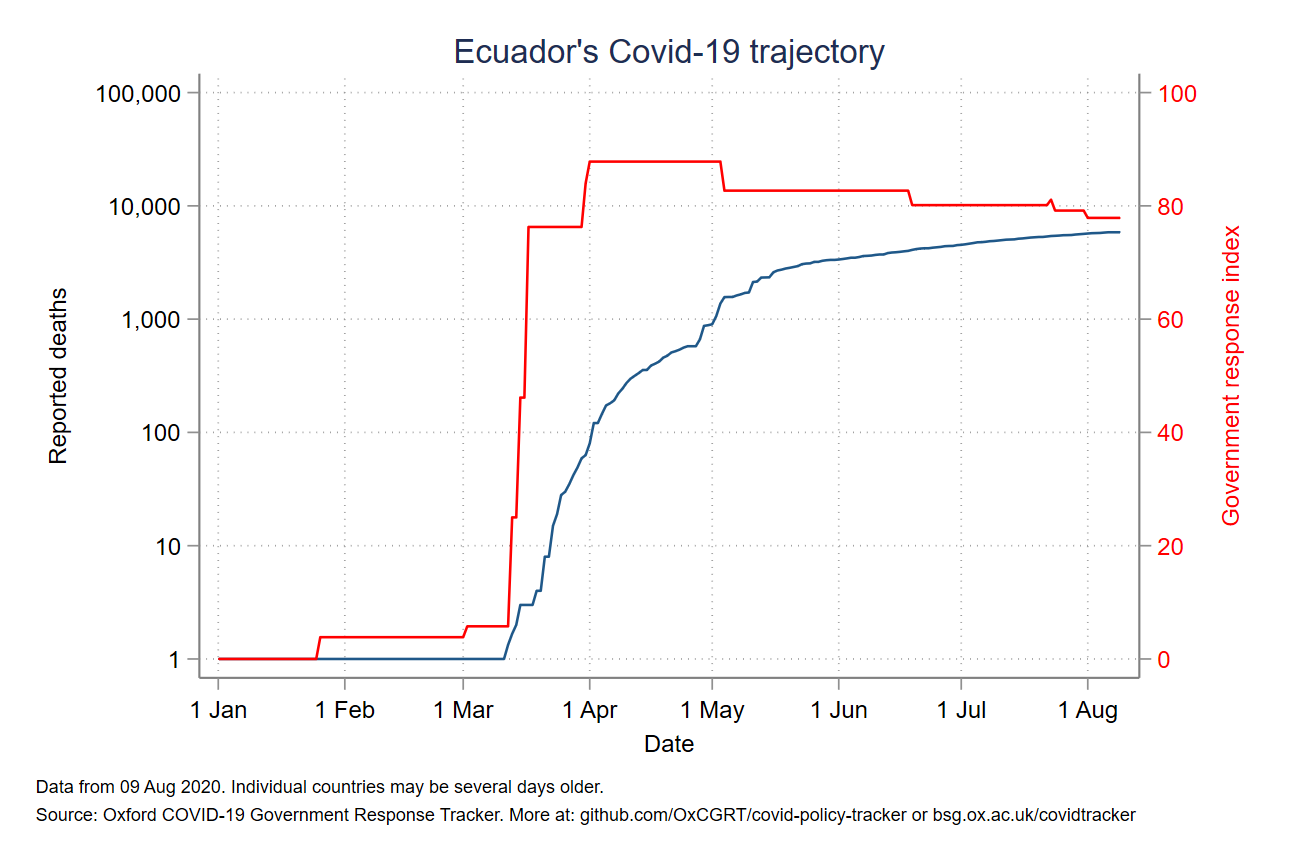 Ecuador's Covid-19 trajectory
100,000
10,000
1,000
100
10
1
Reported deaths
100
80
60
40
20
0
Government response index
1 Jan 1 Feb 1 Mar 1 Apr 1 May 1 Jun 1 Jul 1 Aug
Date
Data from 09 Aug 2020. Individual countries may be several days older.
Source: Oxford COVID-19 Government Response Tracker. More at: github.com/OxCGRT/covid-policy-tracker or bsg.ox.ac.uk/covidtracker